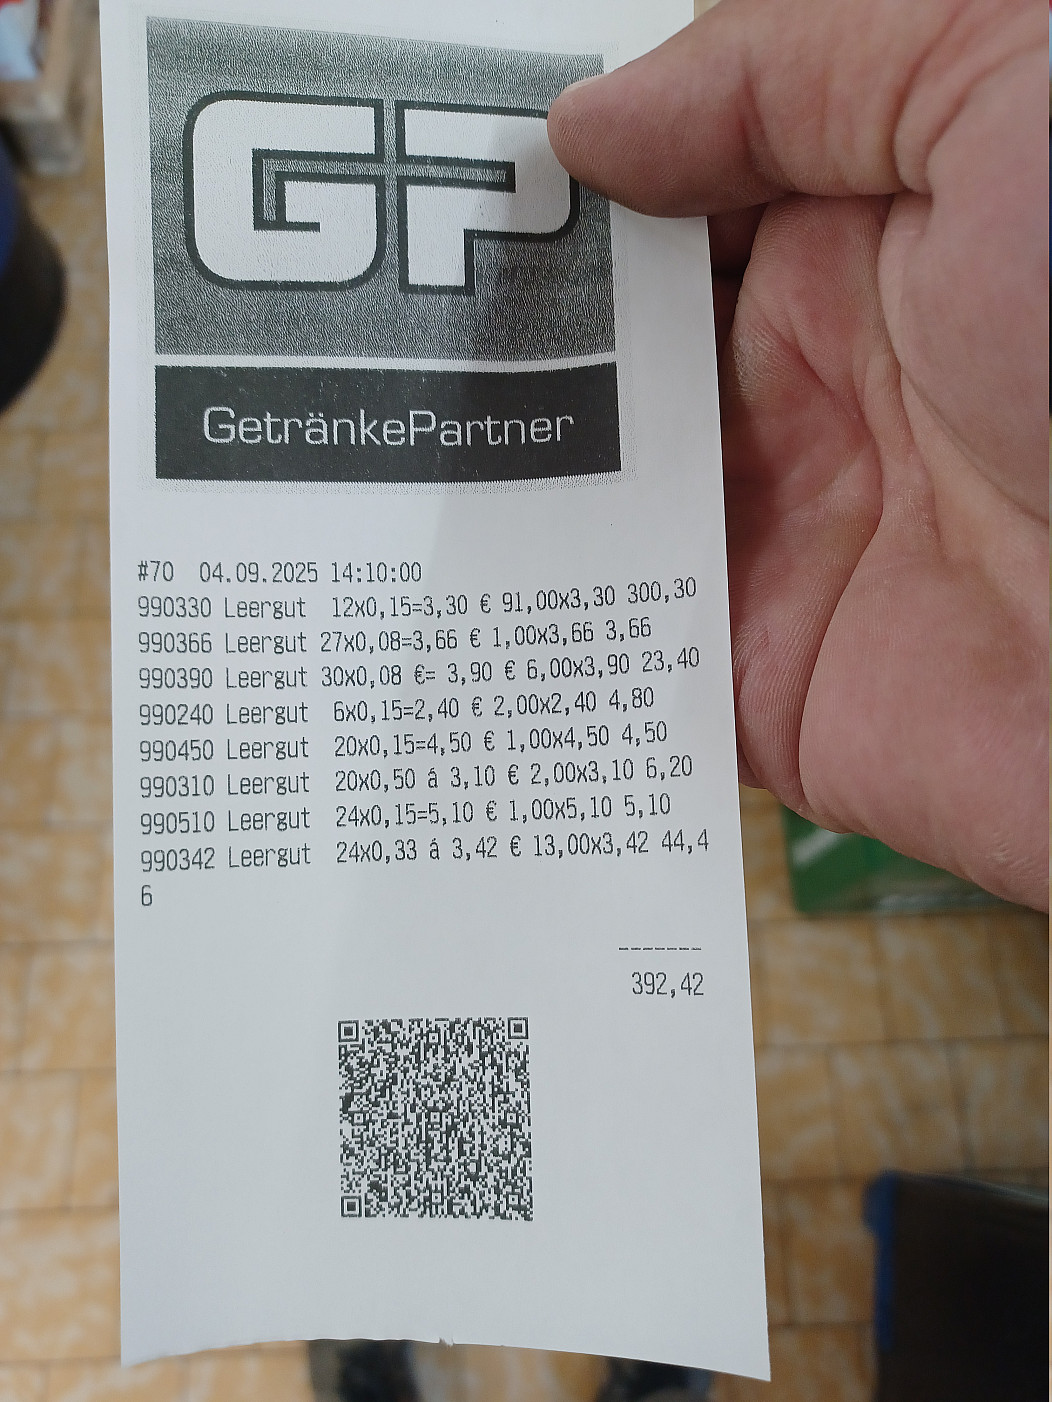 GP
GetränkePartner
#70 04.09.2025 14:10:00
990330 Leergut 12x0,15=3,30 € 91,00x3,30 300,30
990366 Leergut 27x0,08=3,66 € 1,00x3,66 3,66
990390 Leergut 30x0,08 €= 3,90 € 6,00x3,90 23,40
990240 Leergut 6x0,15=2,40 € 2,00x2,40 4,80
990450 Leergut 20x0,15=4,50 € 1,00x4,50 4,50
990310 Leergut 20x0,50 á 3,10 € 2,00x3,10 6,20
990510 Leergut 24x0,15=5,10 € 1,00x5,10 5,10
990342 Leergut 24x0,33 á 3,42 € 13,00x3,42 44,4
6
-------
392,42